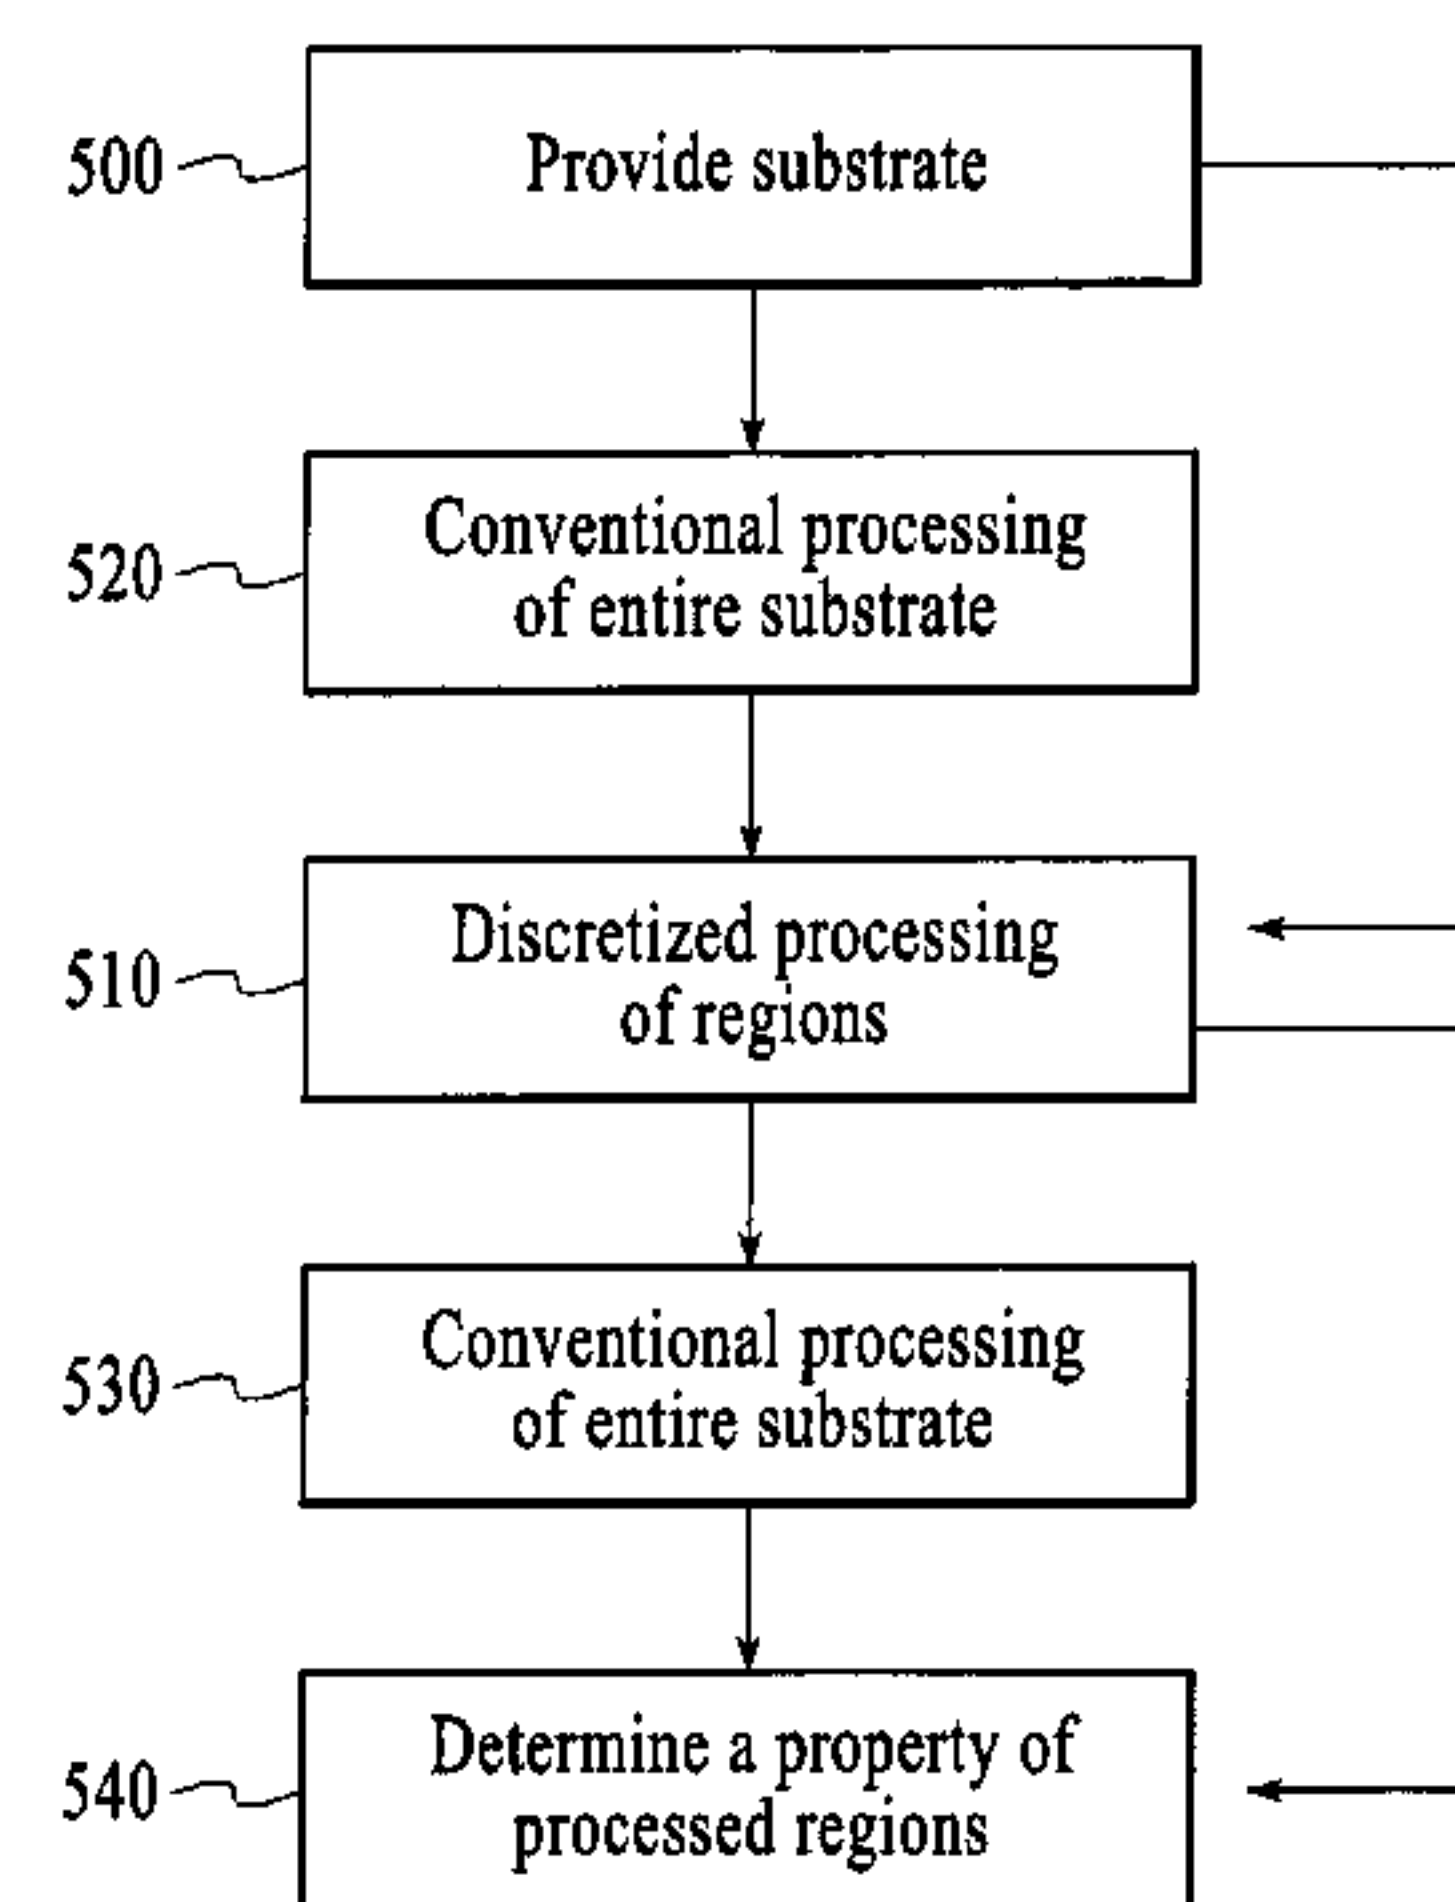 500
Provide substrate
520
Conventional processing
of entire substrate
510
Discretized processing
of regions
530
Conventional processing
of entire substrate
540
Determine a property of
processed regions